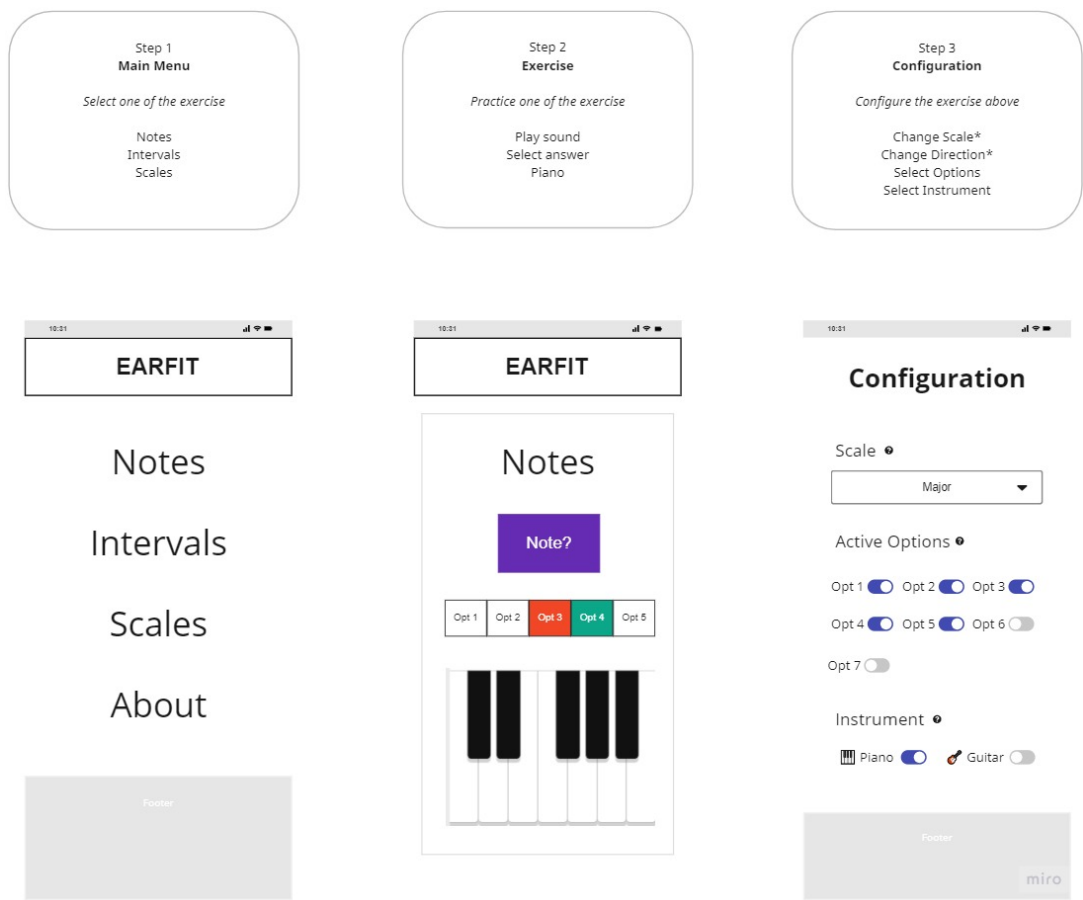 Step 1
Main Menu
Select one of the exercise
Notes
Intervals
Scales
Step 2
Exercise
Practice one of the exercise
Play sound
Select answer
Piano
Step 3
Configuration
Configure the exercise above
Change Scale*
Change Direction*
Select Options
Select Instrument
10:31
EARFIT
Notes
Intervals
Scales
About
Footer
10:31
EARFIT
Notes
Note?
Opt 1 Opt 2 Opt 3 Opt 4 Opt 5
10:31
Configuration
Scale ?
Major
Active Options ?
Opt 1 Opt 2 Opt 3
Opt 4 Opt 5 Opt 6
Opt 7
Instrument ?
Piano Guitar
Footer
miro